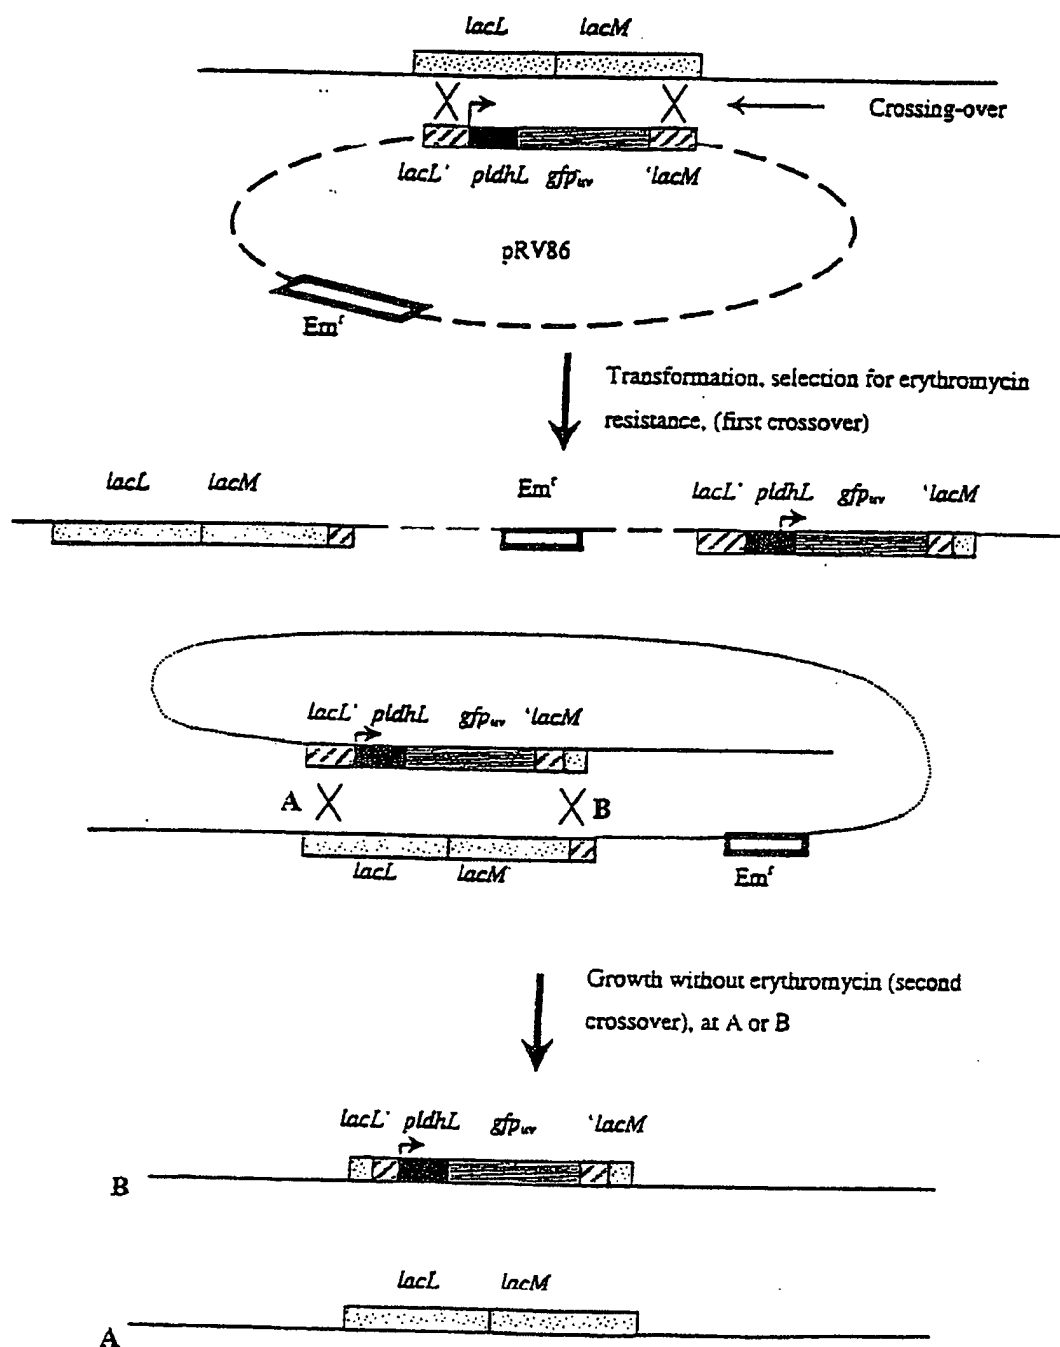 lacL lacM
Crossing-over
lacL' pldhL gfpuv 'lacM
pRV86
Emr
Transformation, selection for erythromycin
resistance, (first crossover)
lacL lacM Emr lacL' pldhL gfpuv 'lacM
lacL' pldhL gfpuv 'lacM
A B
lacL lacM Emr
Growth without erythromycin (second
crossover), at A or B
lacL' pldhL gfpuv 'lacM
B
lacL lacM
A